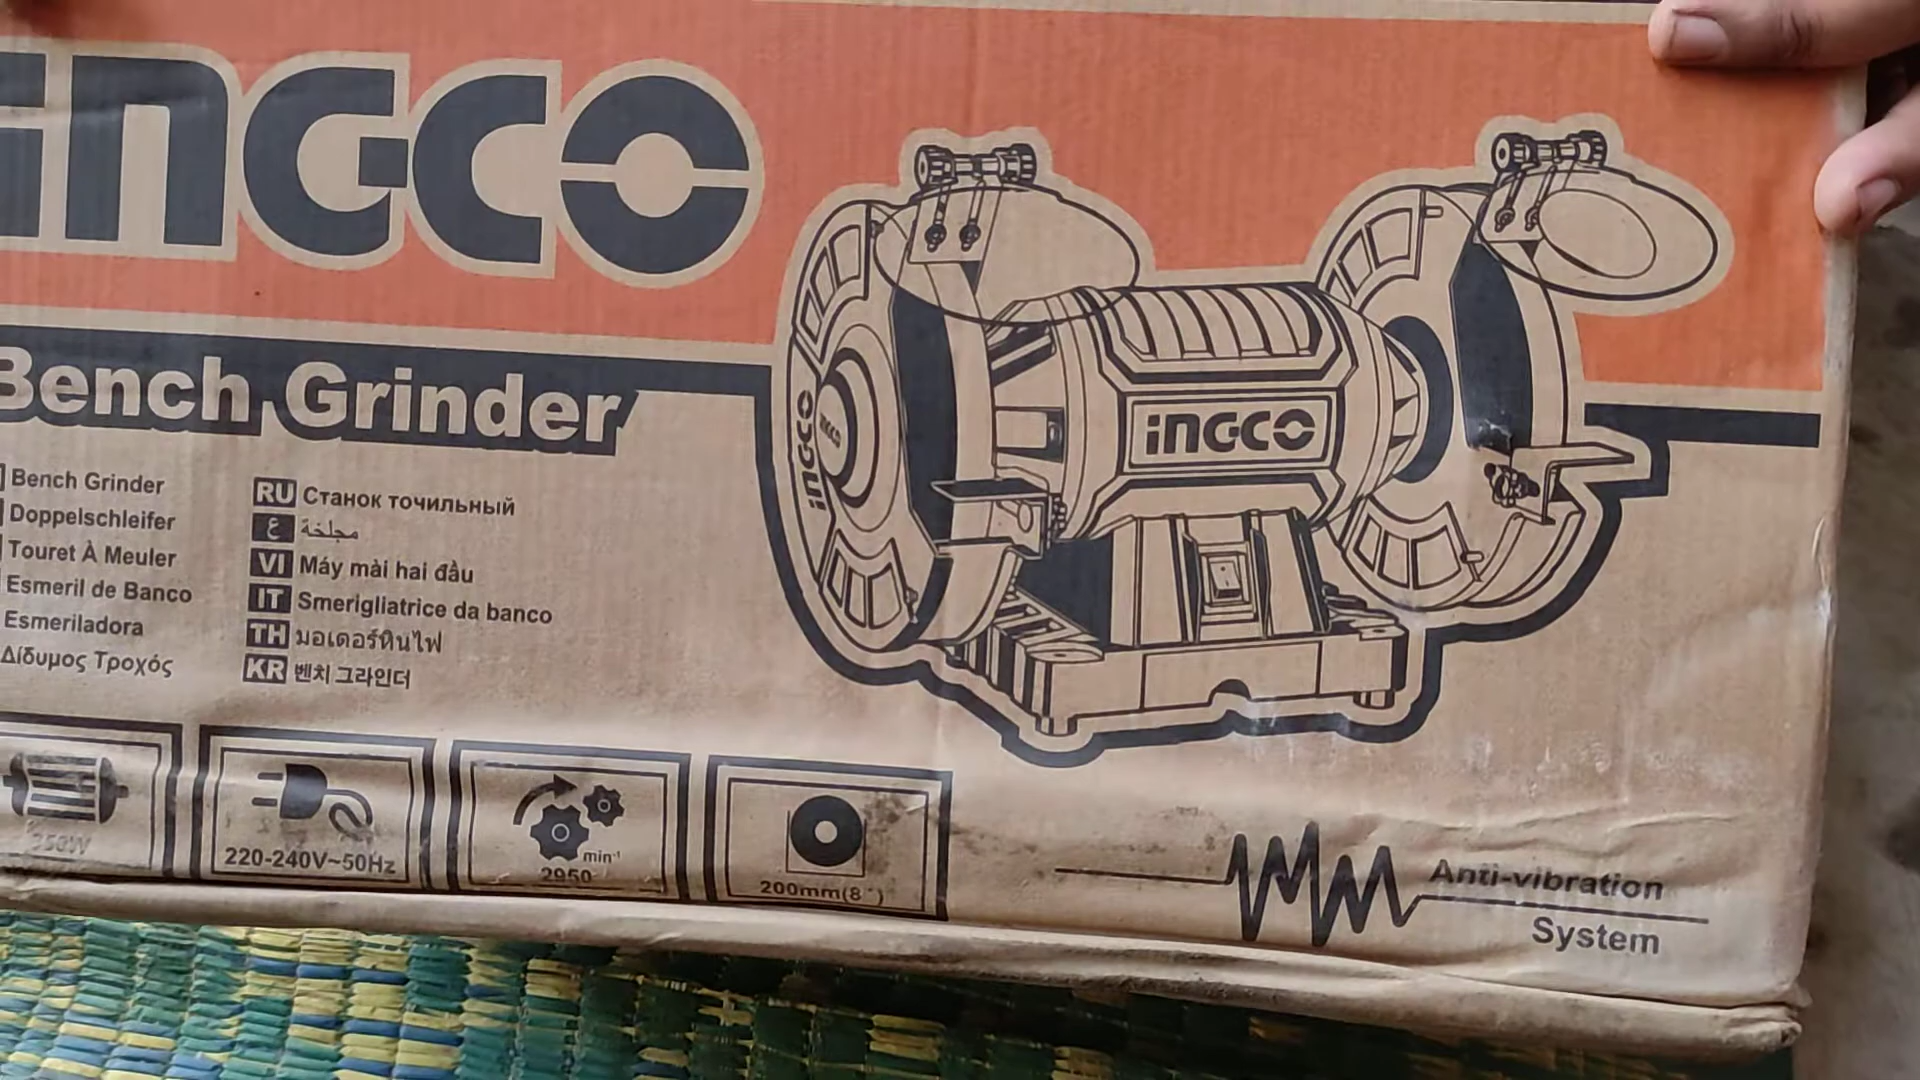 INGCO
Bench Grinder
Bench Grinder
Doppelschleifer
Touret À Meuler
Esmeril de Banco
Esmeriladora
Δίδυμος Τροχός
RU Станок точильный
ع مجلخة
VI Máy mài hai đầu
IT Smerigliatrice da banco
TH มอเตอร์หินไฟ
KR 벤치 그라인더
INGCO
INGCO
INGCO
350W
220-240V~50Hz
min⁻¹
2950
200mm(8")
Anti-vibration
System